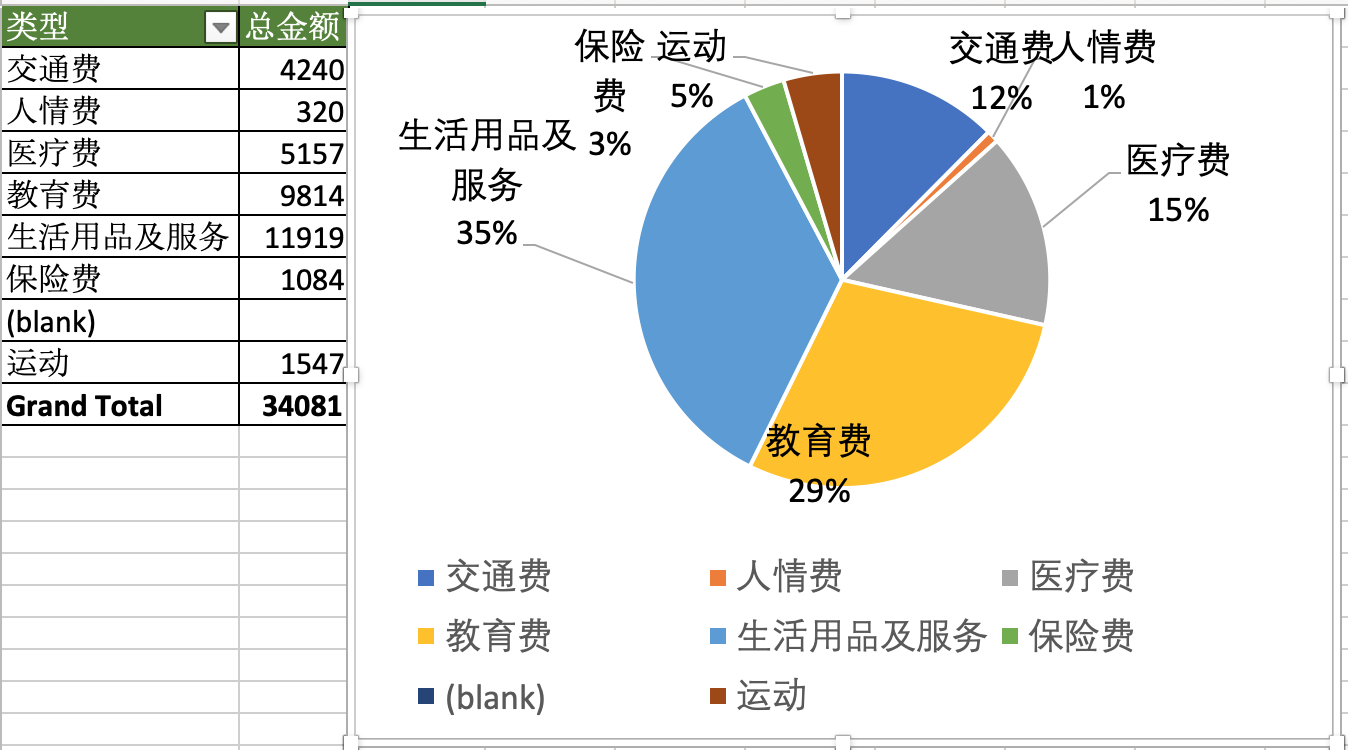 类型 总金额
交通费 4240
人情费 320
医疗费 5157
教育费 9814
生活用品及服务 11919
保险费 1084
(blank)
运动 1547
Grand Total 34081
保险
费
3%
运动
5%
交通费
12%
人情费
1%
生活用品及
服务
35%
医疗费
15%
教育费
29%
交通费 人情费 医疗费
教育费 生活用品及服务 保险费
(blank) 运动